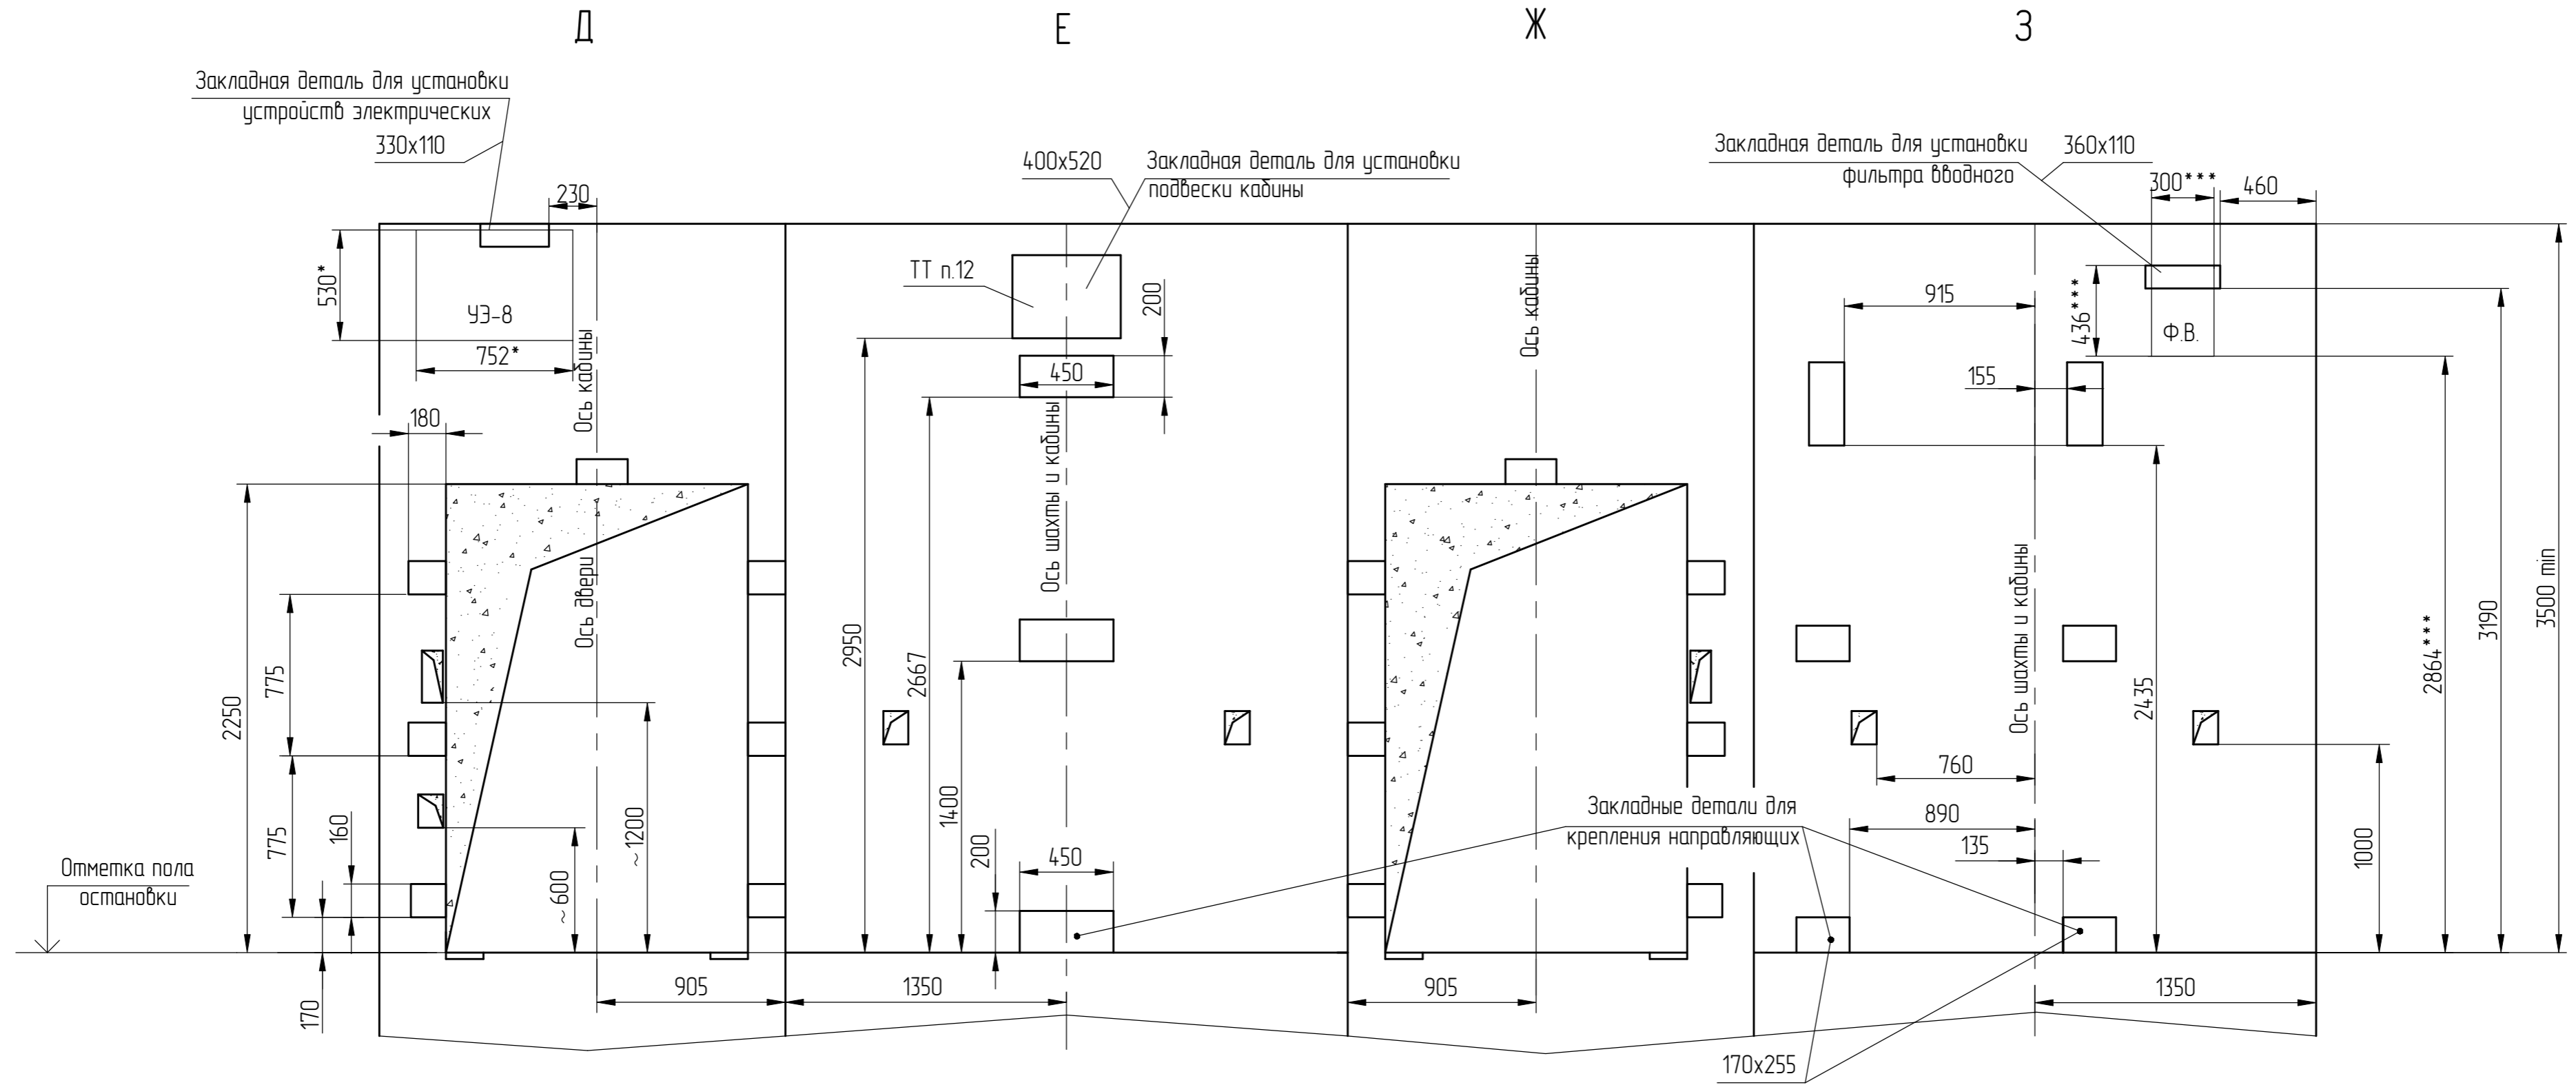 Д
Е
Ж
З
Закладная деталь для установки
устройств электрических
330х110
230
530*
УЭ-8
752*
Ось кабины
180
Ось двери
2250
775
775
160
170
~600
~1200
905
Отметка пола
остановки
400х520
Закладная деталь для установки
подвески кабины
ТТ п.12
200
450
Ось шахты и кабины
2950
2667
1400
200
450
1350
Ось кабины
905
Закладные детали для
крепления направляющих
170х255
Закладная деталь для установки
фильтра вводного
360х110
300***
460
915
436***
Ф.В.
155
Ось шахты и кабины
2435
760
890
135
1000
2864***
3190
3500 min
1350